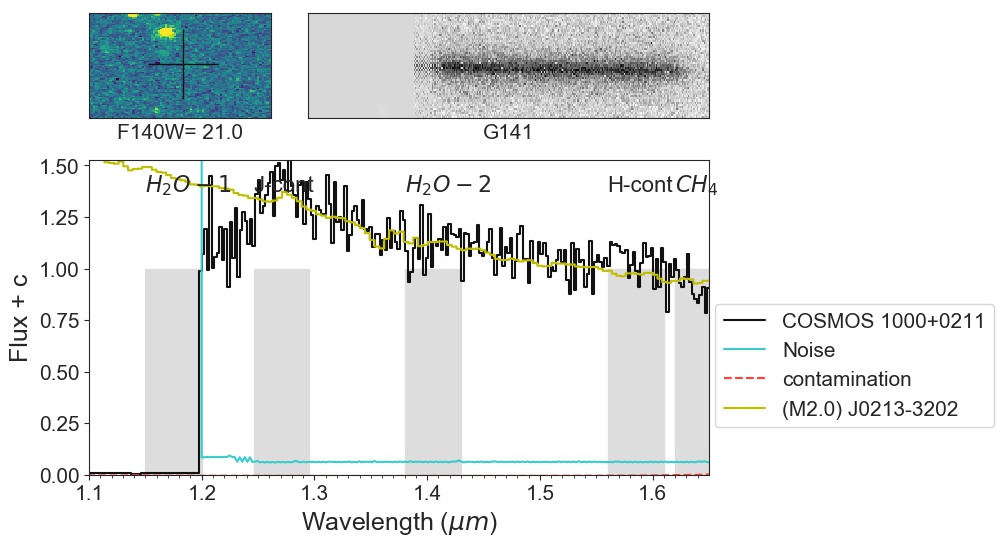 F140W= 21.0
G141
H₂O − 1 J-cont H₂O − 2 H-cont CH₄
1.50
1.25
1.00
0.75
0.50
0.25
0.00
Flux + c
1.1 1.2 1.3 1.4 1.5 1.6
Wavelength (μm)
COSMOS 1000+0211
Noise
contamination
(M2.0) J0213-3202